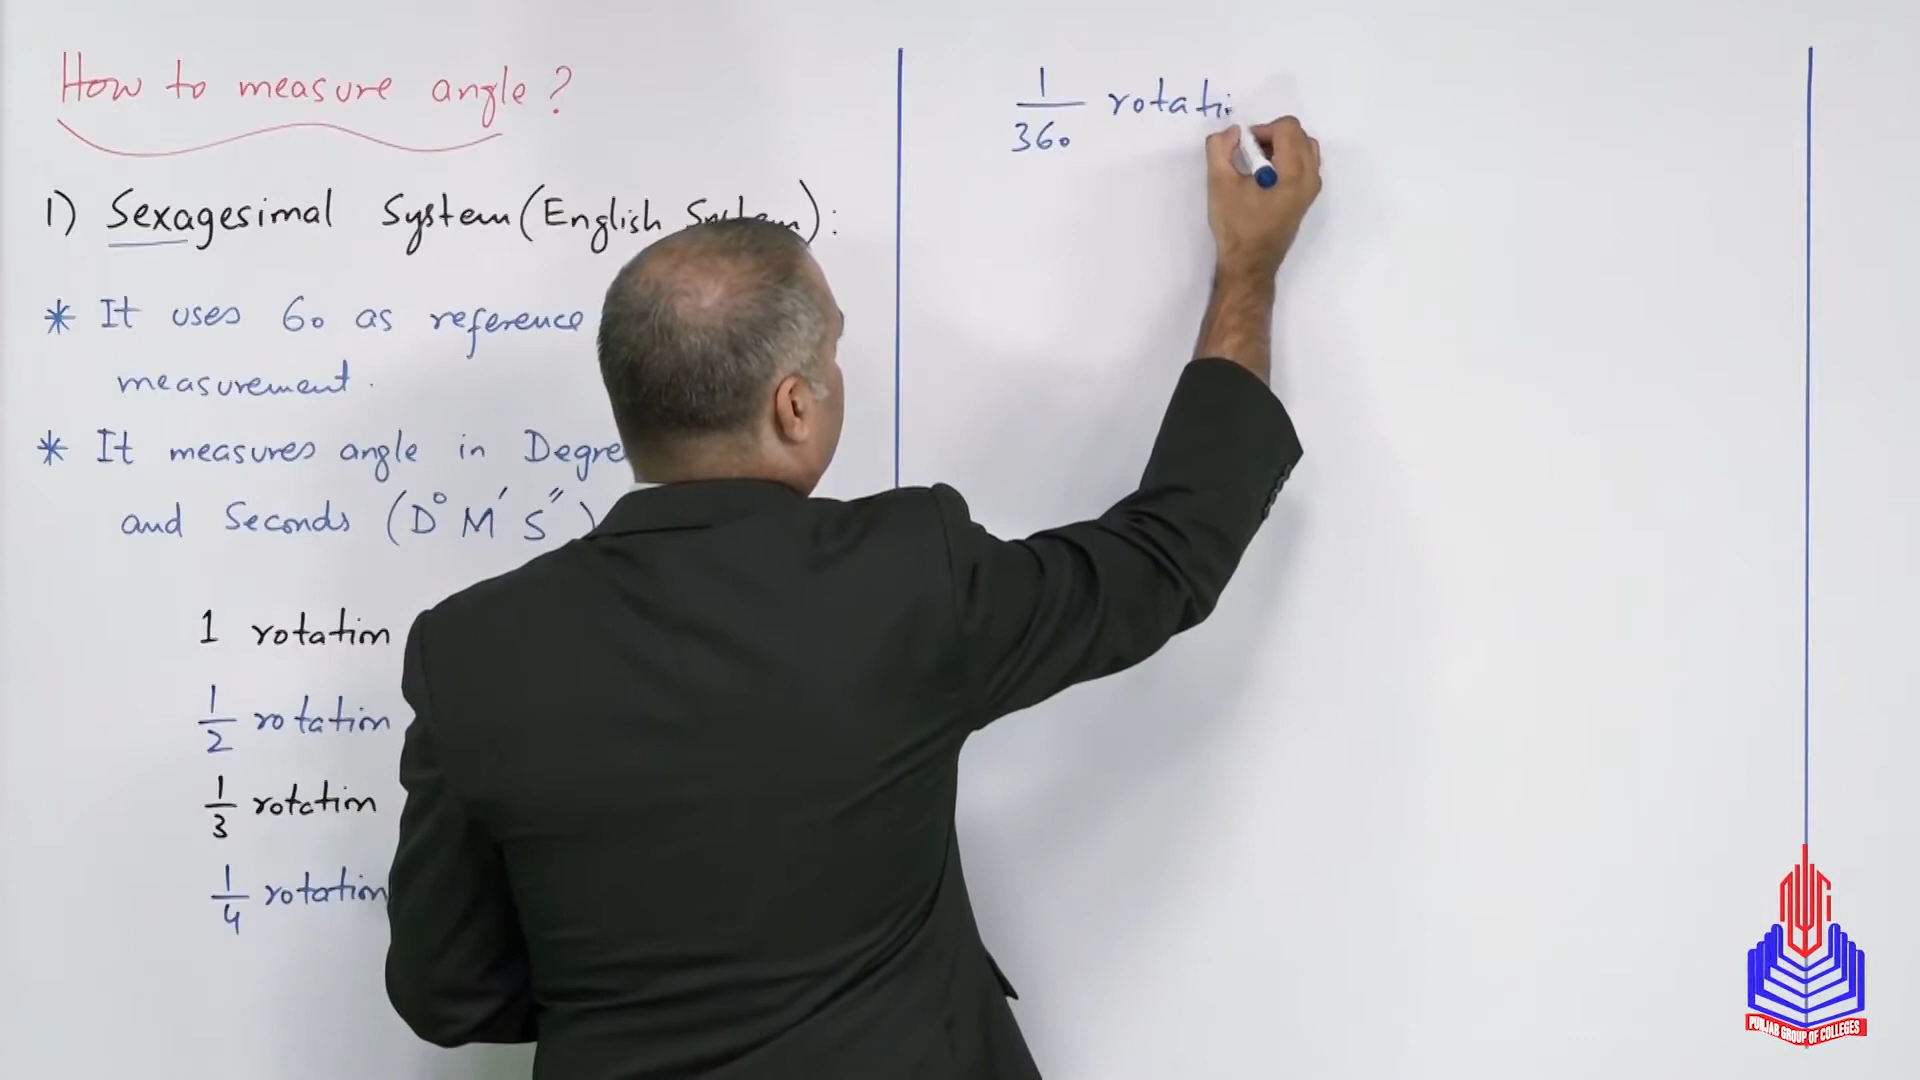 How to measure angle?
1) Sexagesimal System (English System):
* It uses 60 as reference
measurement.
* It measures angle in Degre
and Seconds (D° M' S'')
1 rotation
1/2 rotation
1/3 rotation
1/4 rotation
1/360 rotati
PUNJAB GROUP OF COLLEGES